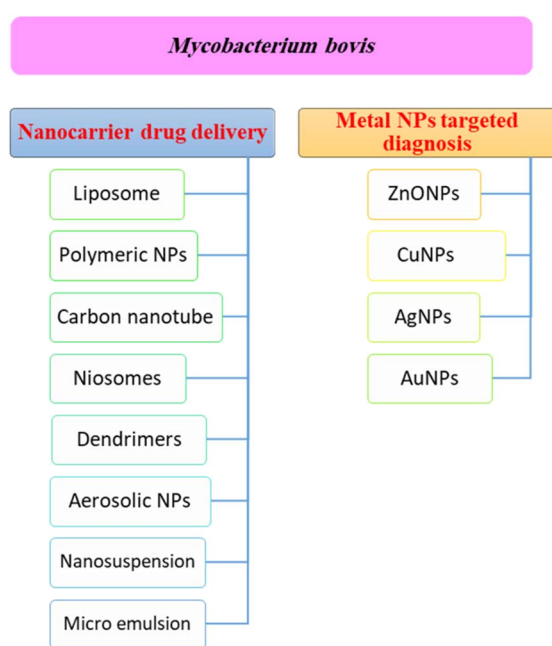 Mycobacterium bovis
Nanocarrier drug delivery
Liposome
Polymeric NPs
Carbon nanotube
Niosomes
Dendrimers
Aerosolic NPs
Nanosuspension
Micro emulsion
Metal NPs targeted
diagnosis
ZnONPs
CuNPs
AgNPs
AuNPs